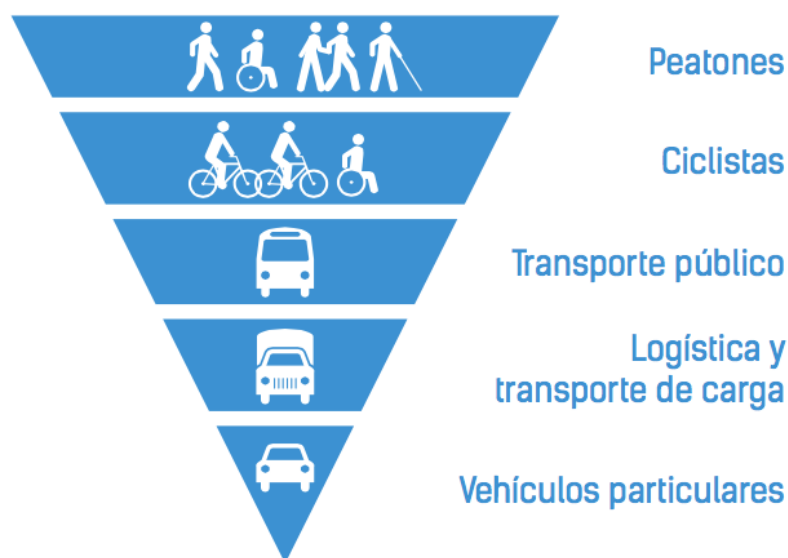 Peatones
Ciclistas
Transporte público
Logística y
transporte de carga
Vehículos particulares